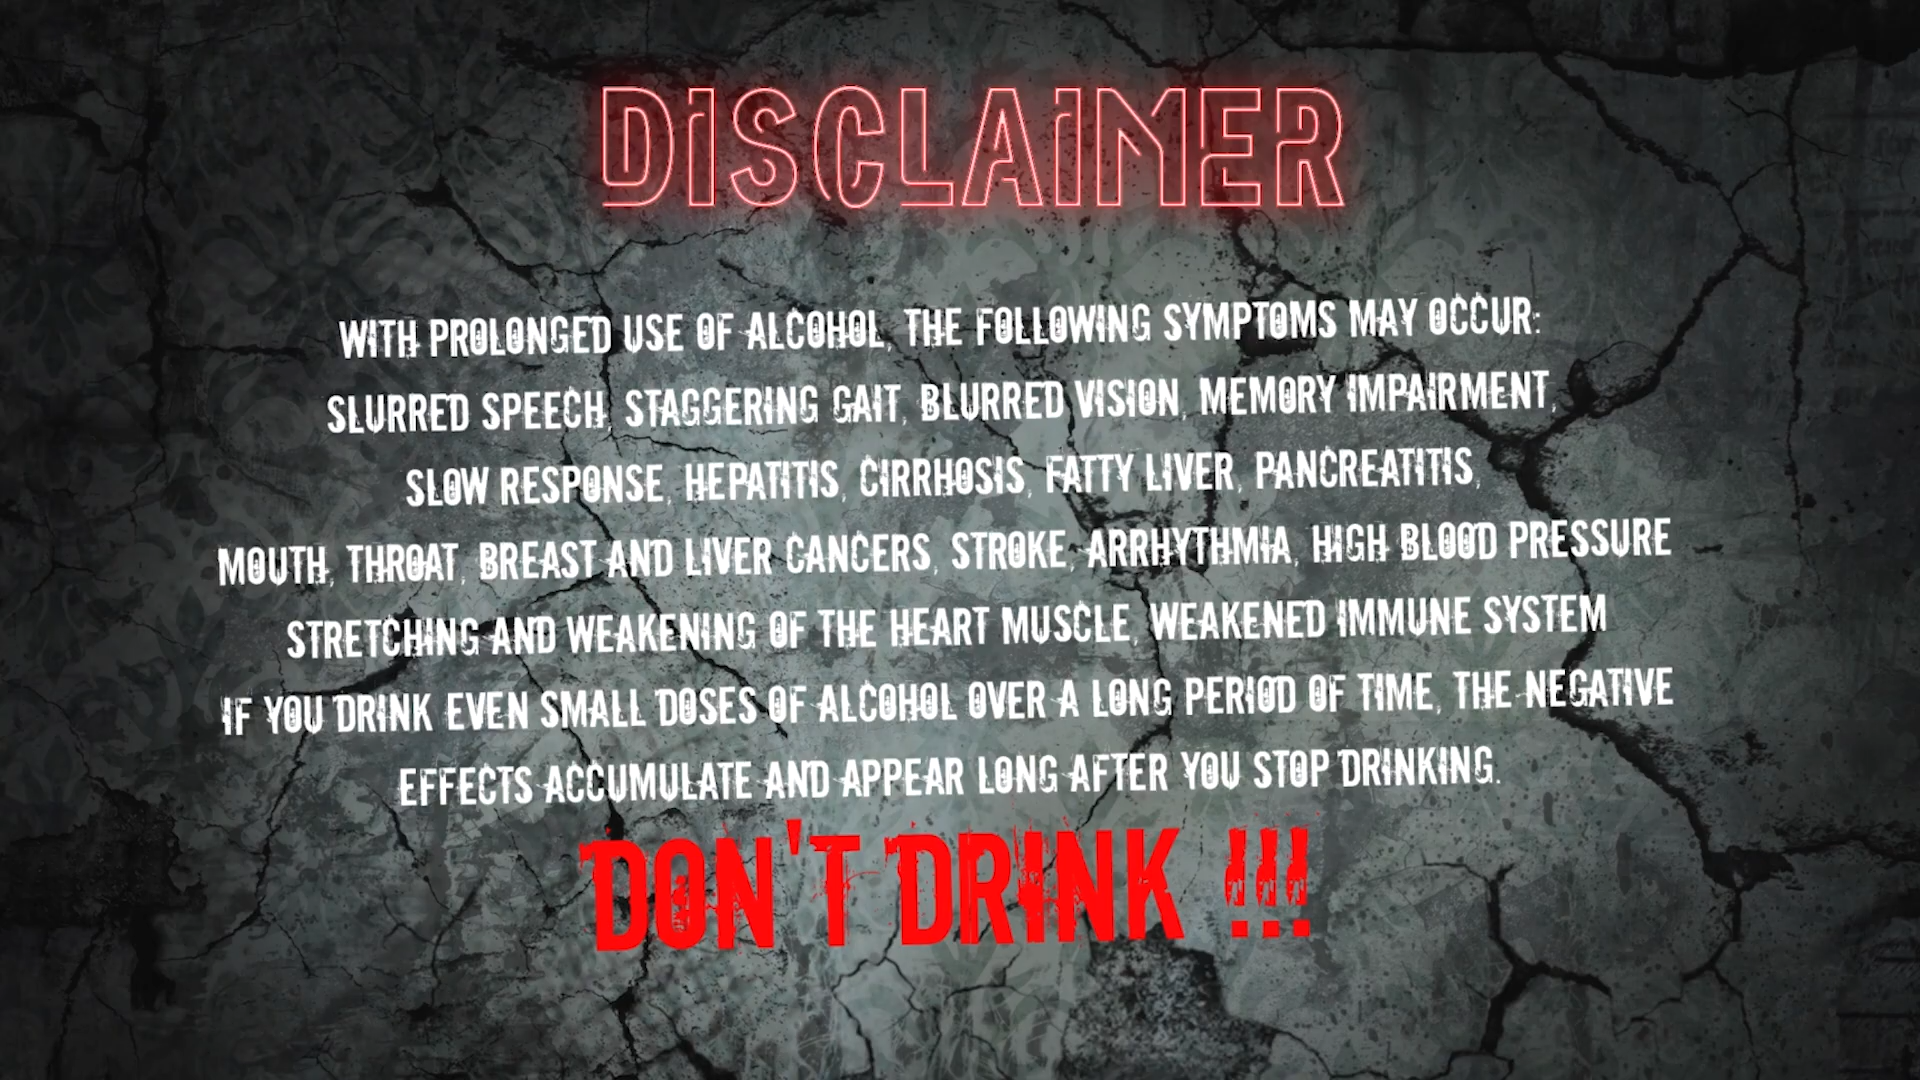 DISCLAIMER
WITH PROLONGED USE OF ALCOHOL, THE FOLLOWING SYMPTOMS MAY OCCUR:
SLURRED SPEECH, STAGGERING GAIT, BLURRED VISION, MEMORY IMPAIRMENT,
SLOW RESPONSE, HEPATITIS, CIRRHOSIS, FATTY LIVER, PANCREATITIS,
MOUTH, THROAT, BREAST AND LIVER CANCERS, STROKE, ARRHYTHMIA, HIGH BLOOD PRESSURE
STRETCHING AND WEAKENING OF THE HEART MUSCLE, WEAKENED IMMUNE SYSTEM
IF YOU DRINK EVEN SMALL DOSES OF ALCOHOL OVER A LONG PERIOD OF TIME, THE NEGATIVE
EFFECTS ACCUMULATE AND APPEAR LONG AFTER YOU STOP DRINKING.
DON'T DRINK !!!